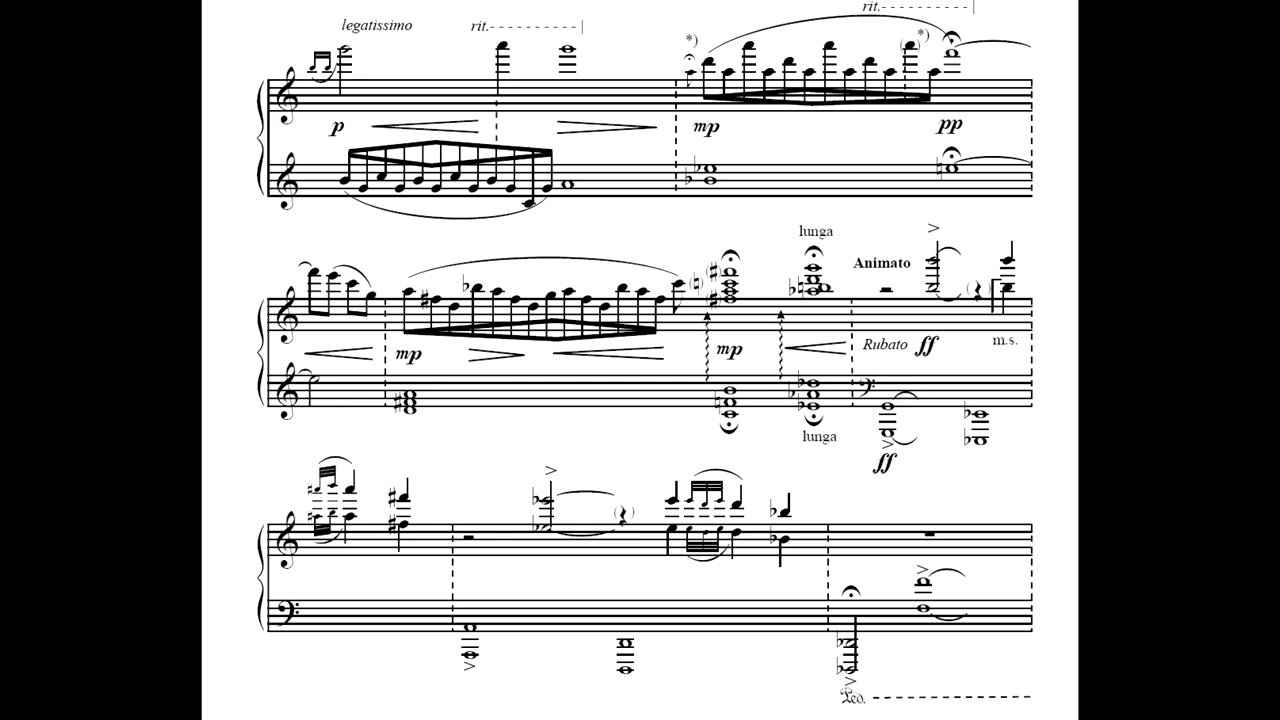 rit.
legatissimo rit.
*) *)
p mp pp
lunga
Animato
mp mp Rubato ff m.s.
lunga
ff
Ped.